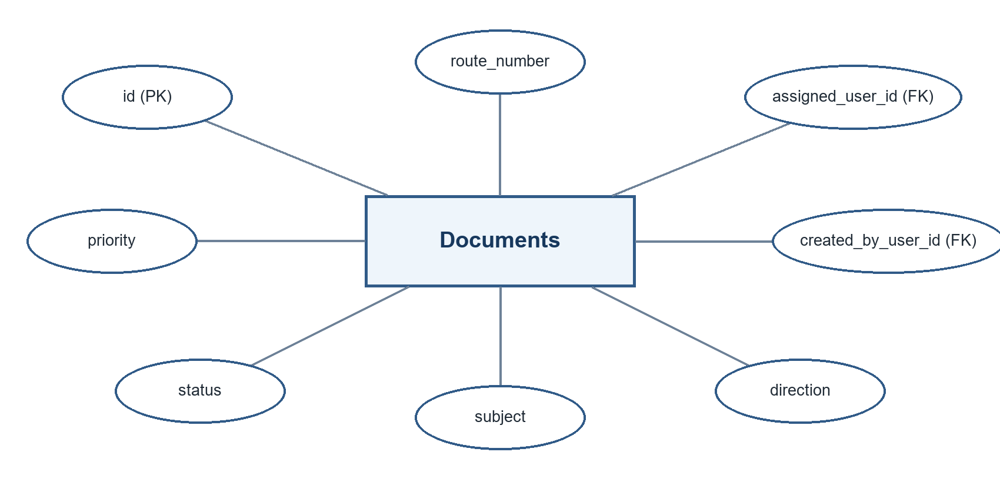 route_number
id (PK)
assigned_user_id (FK)
priority
Documents
created_by_user_id (FK)
status
subject
direction